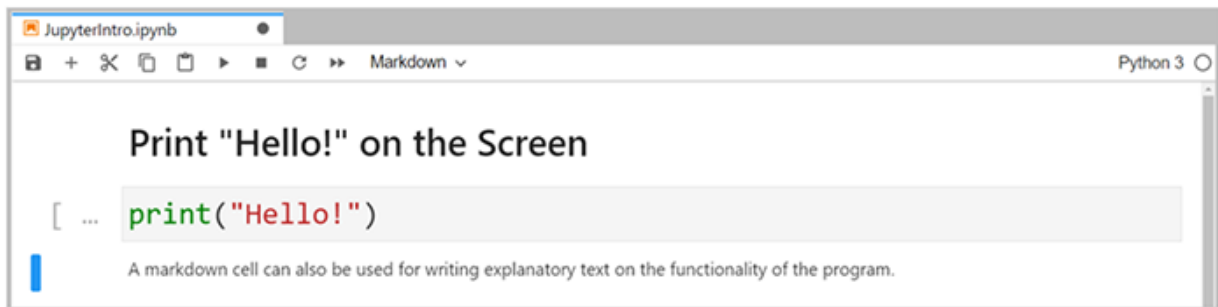 JupyterIntro.ipynb
Markdown
Python 3
Print "Hello!" on the Screen
[ ... print("Hello!")
A markdown cell can also be used for writing explanatory text on the functionality of the program.